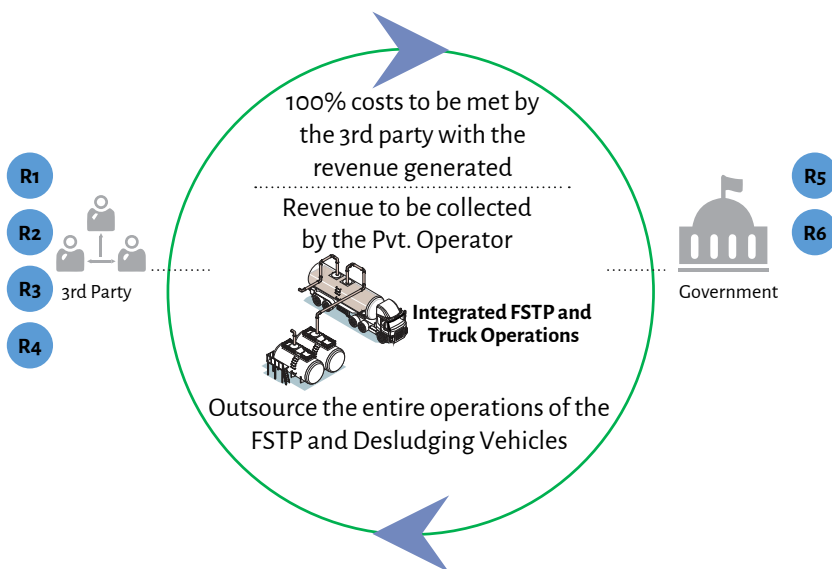 100% costs to be met by
the 3rd party with the
revenue generated
Revenue to be collected
by the Pvt. Operator
Integrated FSTP and
Truck Operations
Outsource the entire operations of the
FSTP and Desludging Vehicles
R1
R2
R3
R4
3rd Party
R5
R6
Government